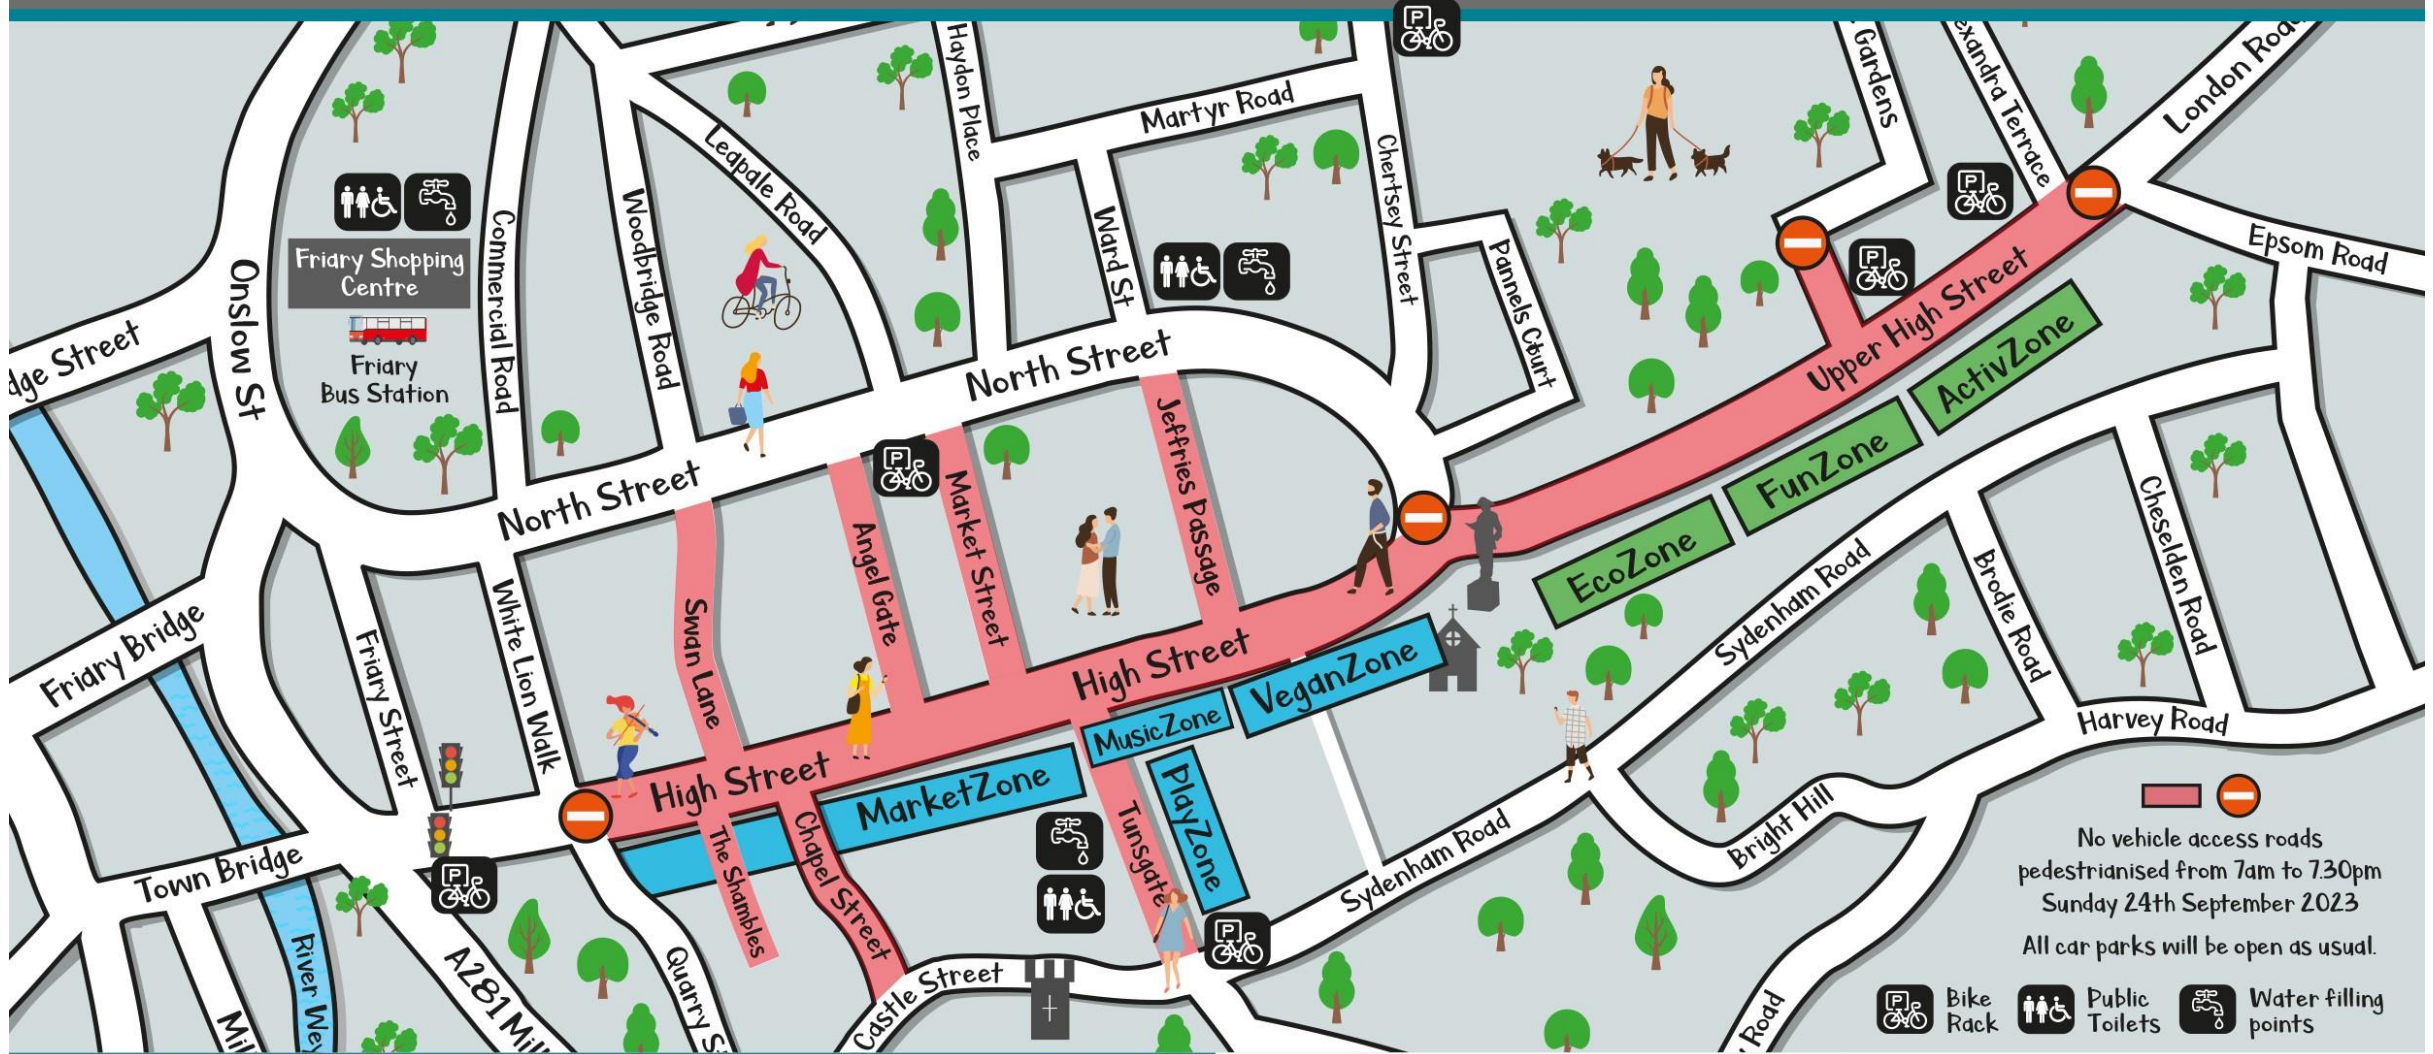 Haydon Place
Gardens
London Road
Martyr Road
Leapale Road
Chertsey Street
Terrace
Woodbridge Road
Commercial Road
Ward St
Pannels Court
Epsom Road
Friary Shopping
Centre
Onslow St
Friary
Bus Station
Street
North Street
Upper High Street
ActivZone
Jeffries Passage
FunZone
North Street
Market Street
Angel Gate
EcoZone
Cheselden Road
Brodie Road
Sydenham Road
White Lion Walk
Swan Lane
Friary Bridge
Friary Street
High Street
VeganZone
MusicZone
Harvey Road
High Street
MarketZone
PlayZone
Tunsgate
The Shambles
Chapel Street
Bright Hill
Sydenham Road
Town Bridge
River Wey
A281
Quarry
Castle Street
Road
No vehicle access roads
pedestrianised from 7am to 7.30pm
Sunday 24th September 2023
All car parks will be open as usual.
Bike
Rack
Public
Toilets
Water filling
points